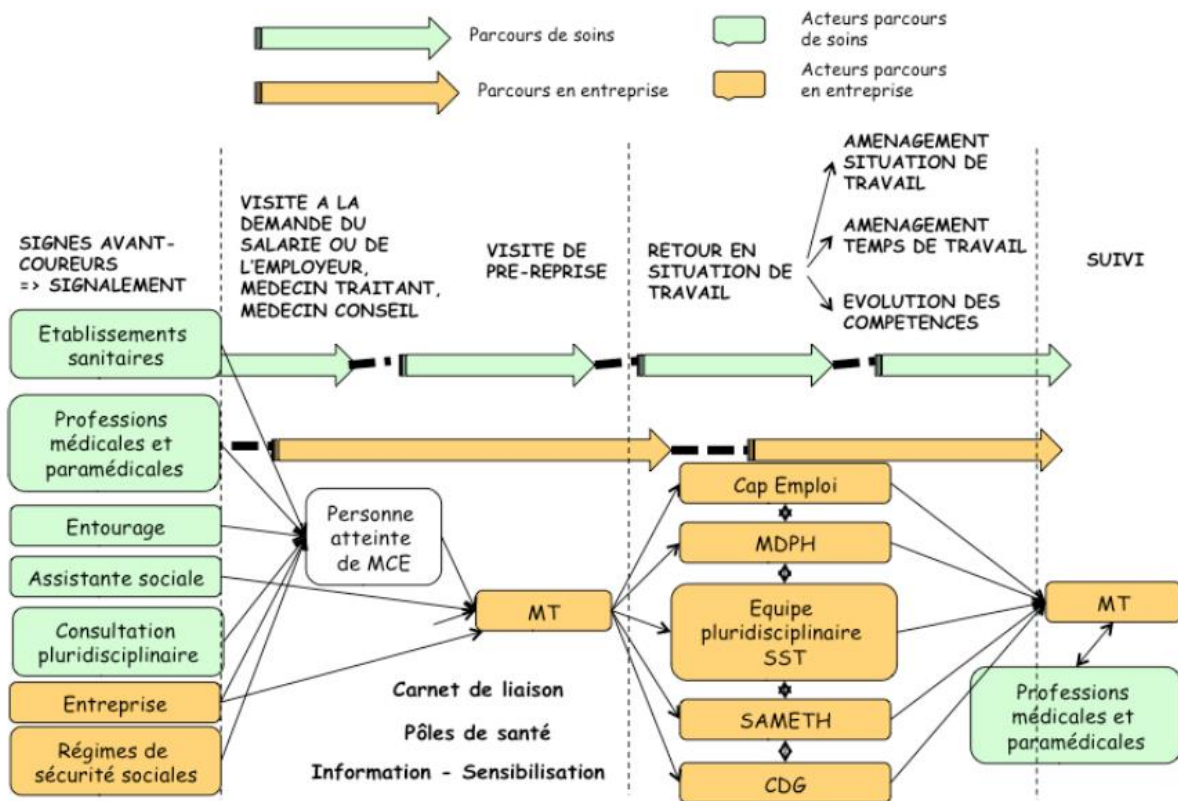 Parcours de soins
Acteurs parcours
de soins
Parcours en entreprise
Acteurs parcours
en entreprise
SIGNES AVANT-
COUREURS
=> SIGNALEMENT
VISITE A LA
DEMANDE DU
SALARIE OU DE
L'EMPLOYEUR,
MEDECIN TRAITANT,
MEDECIN CONSEIL
VISITE DE
PRE-REPRISE
RETOUR EN
SITUATION DE
TRAVAIL
AMENAGEMENT
SITUATION DE
TRAVAIL
AMENAGEMENT
TEMPS DE TRAVAIL
EVOLUTION DES
COMPETENCES
SUIVI
Etablissements
sanitaires
Professions
médicales et
paramédicales
Entourage
Assistante sociale
Consultation
pluridisciplinaire
Entreprise
Régimes de
sécurité sociales
Personne
atteinte
de MCE
MT
Carnet de liaison
Pôles de santé
Information - Sensibilisation
Cap Emploi
MDPH
Equipe
pluridisciplinaire
SST
SAMETH
CDG
MT
Professions
médicales et
paramédicales